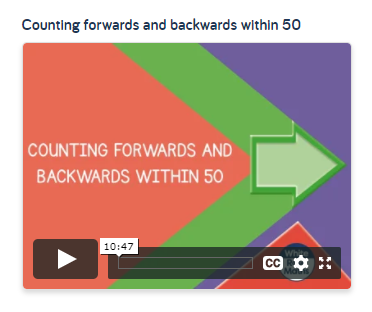 Counting forwards and backwards within 50
COUNTING FORWARDS AND
BACKWARDS WITHIN 50
10:47
CC